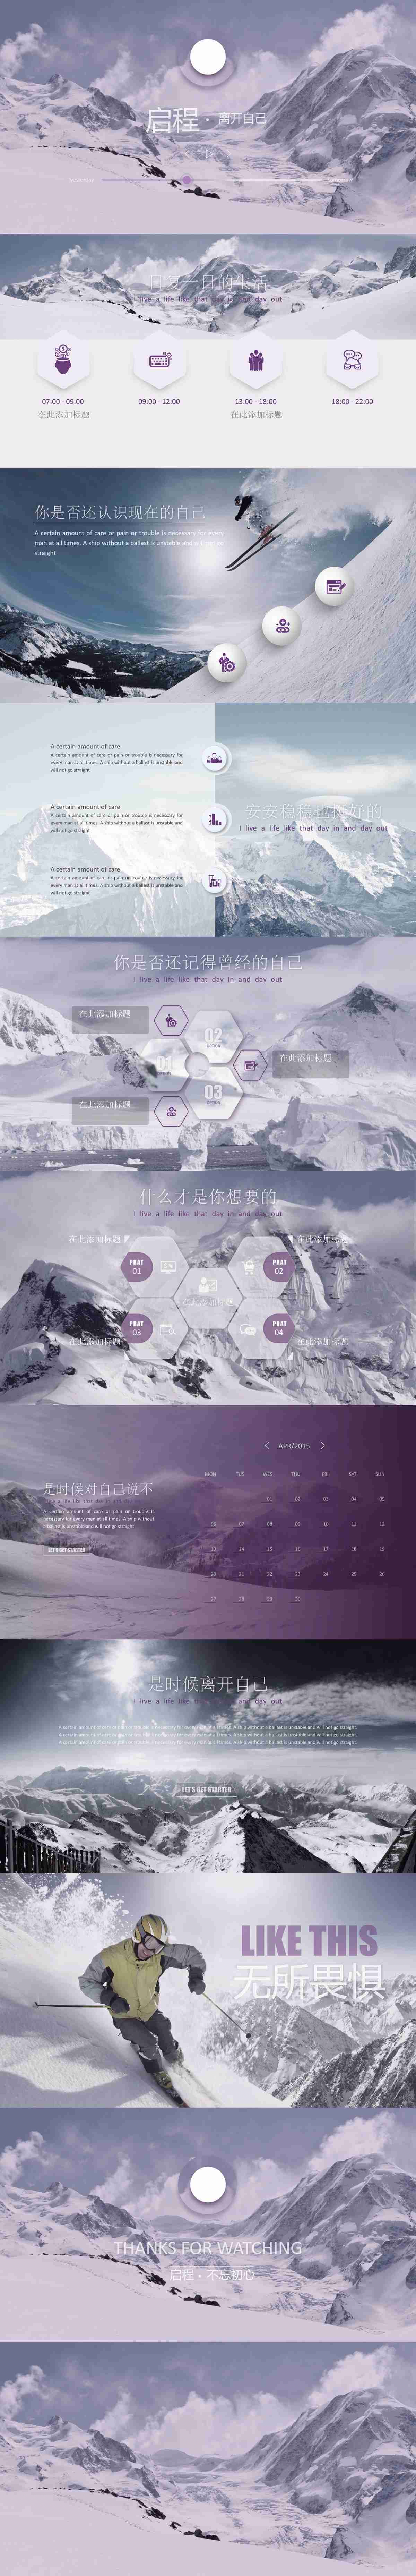 启程 · 离开自己
日复一日的生活
I live a life like that day in and day out
07:00 - 09:00
在此添加标题
09:00 - 12:00
13:00 - 18:00
在此添加标题
18:00 - 22:00
你是否还认识现在的自己
A certain amount of care or pain or trouble is necessary for every
man at all times. A ship without a ballast is unstable and will not go
straight
A certain amount of care
A certain amount of care or pain or trouble is necessary for
every man at all times. A ship without a ballast is unstable and
will not go straight
A certain amount of care
A certain amount of care or pain or trouble is necessary for
every man at all times. A ship without a ballast is unstable and
will not go straight
A certain amount of care
A certain amount of care or pain or trouble is necessary for
every man at all times. A ship without a ballast is unstable and
will not go straight
安安稳稳也挺好的
I live a life like that day in and day out
你是否还记得曾经的自己
I live a life like that day in and day out
在此添加标题
02
OPTION
01
在此添加标题
在此添加标题
03
OPTION
什么才是你想要的
I live a life like that day in and day out
在此添加标题
在此添加标题
PRAT
01
PRAT
02
在此添加标题
PRAT
03
PRAT
04
在此添加标题
在此添加标题
APR/2015
MON TUE WED THU FRI SAT SUN
01 02 03 04 05
06 07 08 09 10 11 12
13 14 15 16 17 18 19
20 21 22 23 24 25 26
27 28 29 30
是时候对自己说不
I live a life like that day in and day out
A certain amount of care or pain or trouble is
necessary for every man at all times. A ship without
a ballast is unstable and will not go straight
LET'S GET STARTED
是时候离开自己
I live a life like that day in and day out
A certain amount of care or pain or trouble is necessary for every man at all times. A ship without a ballast is unstable and will not go straight.
A certain amount of care or pain or trouble is necessary for every man at all times. A ship without a ballast is unstable and will not go straight.
A certain amount of care or pain or trouble is necessary for every man at all times. A ship without a ballast is unstable and will not go straight.
LET'S GET STARTED
LIKE THIS
无所畏惧
THANKS FOR WATCHING
启程 · 不忘初心